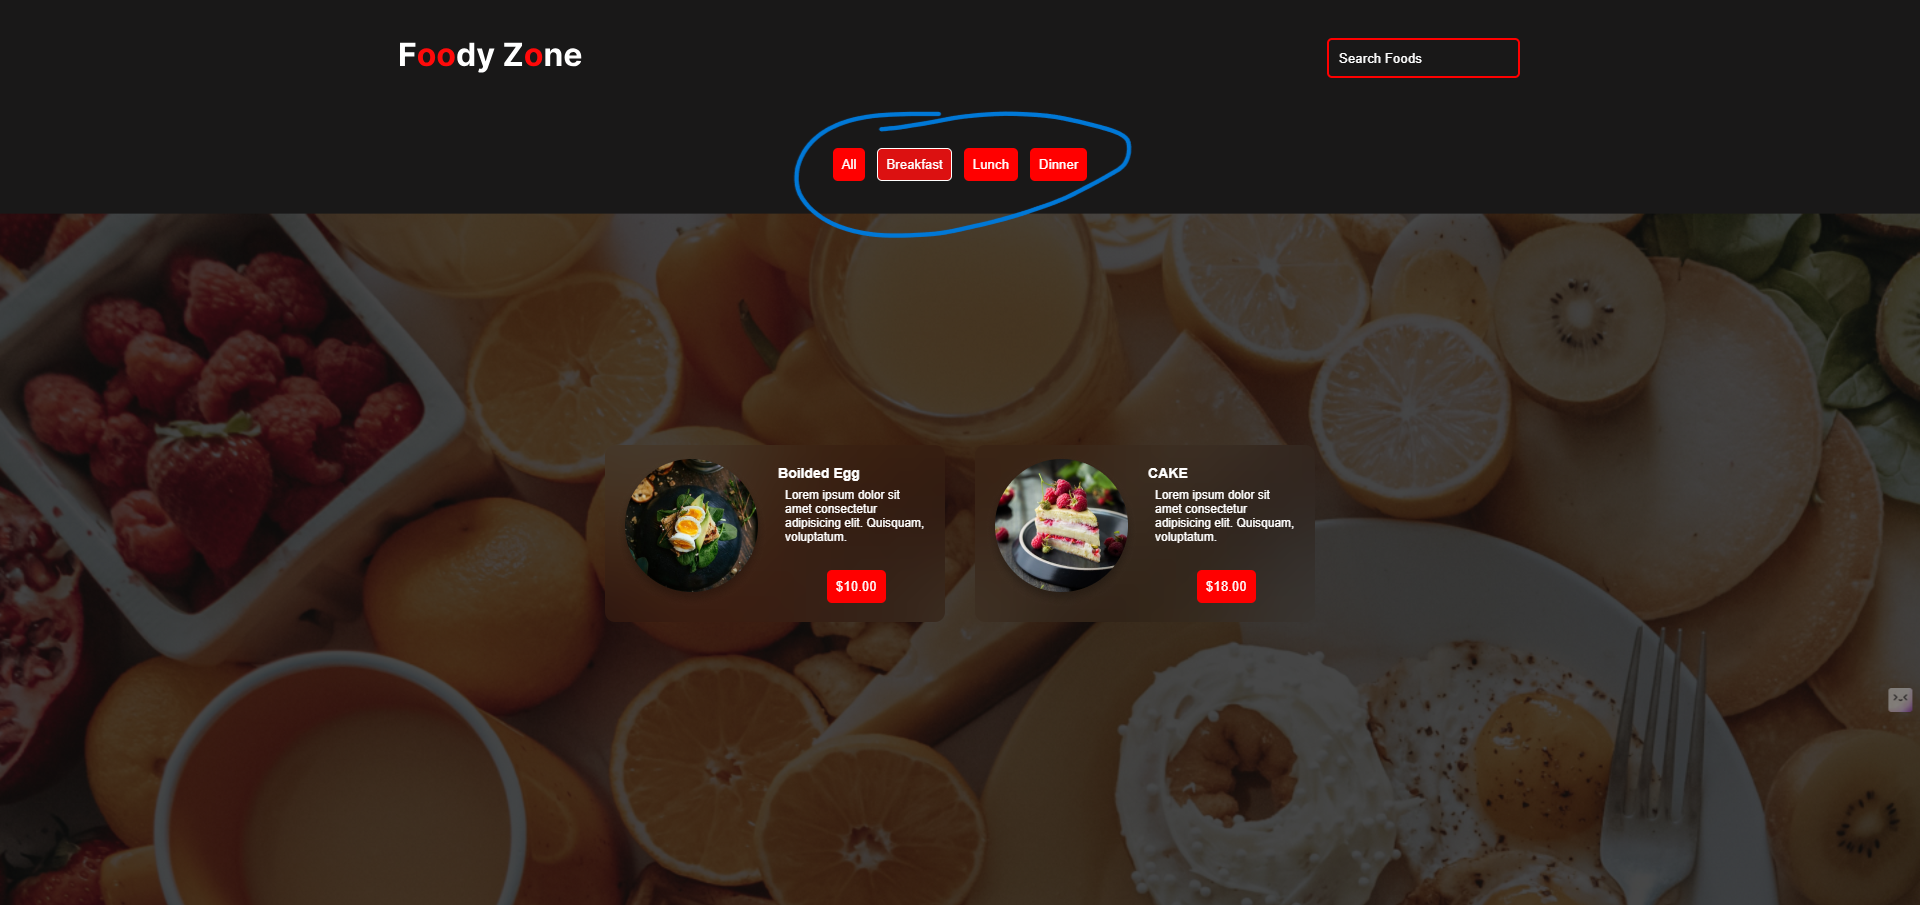 Foody Zone
Search Foods
All
Breakfast
Lunch
Dinner
Boilded Egg
Lorem ipsum dolor sit
amet consectetur
adipisicing elit. Quisquam,
voluptatum.
$10.00
CAKE
Lorem ipsum dolor sit
amet consectetur
adipisicing elit. Quisquam,
voluptatum.
$18.00